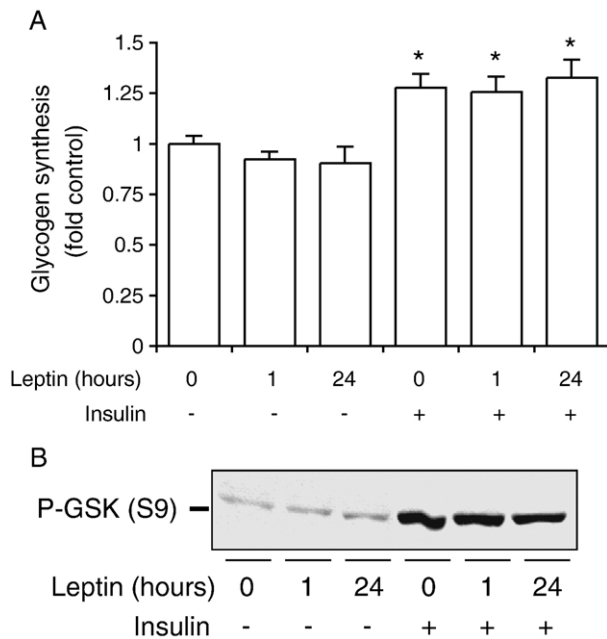 A
Glycogen synthesis
(fold control)
1.5
1.25
1
0.75
0.5
0.25
0
* * *
Leptin (hours) 0 1 24 0 1 24
Insulin - - - + + +
B
P-GSK (S9)
Leptin (hours) 0 1 24 0 1 24
Insulin - - - + + +